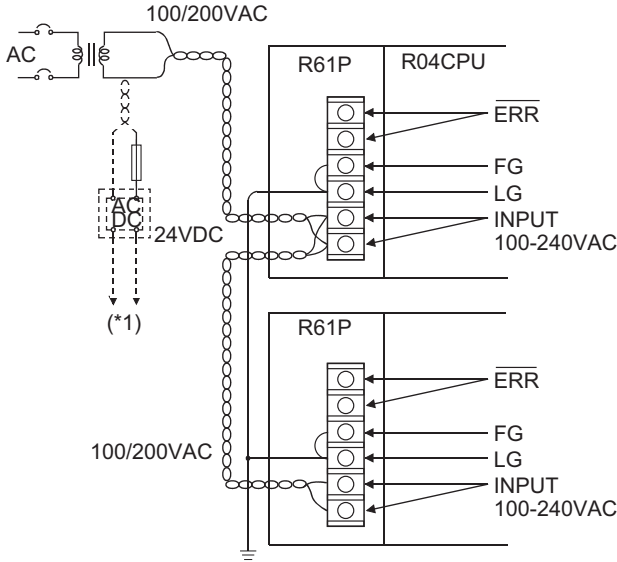 100/200VAC
AC
R61P
R04CPU
ERR
FG
LG
INPUT
100-240VAC
AC
DC
24VDC
(*1)
R61P
ERR
FG
LG
INPUT
100-240VAC
100/200VAC